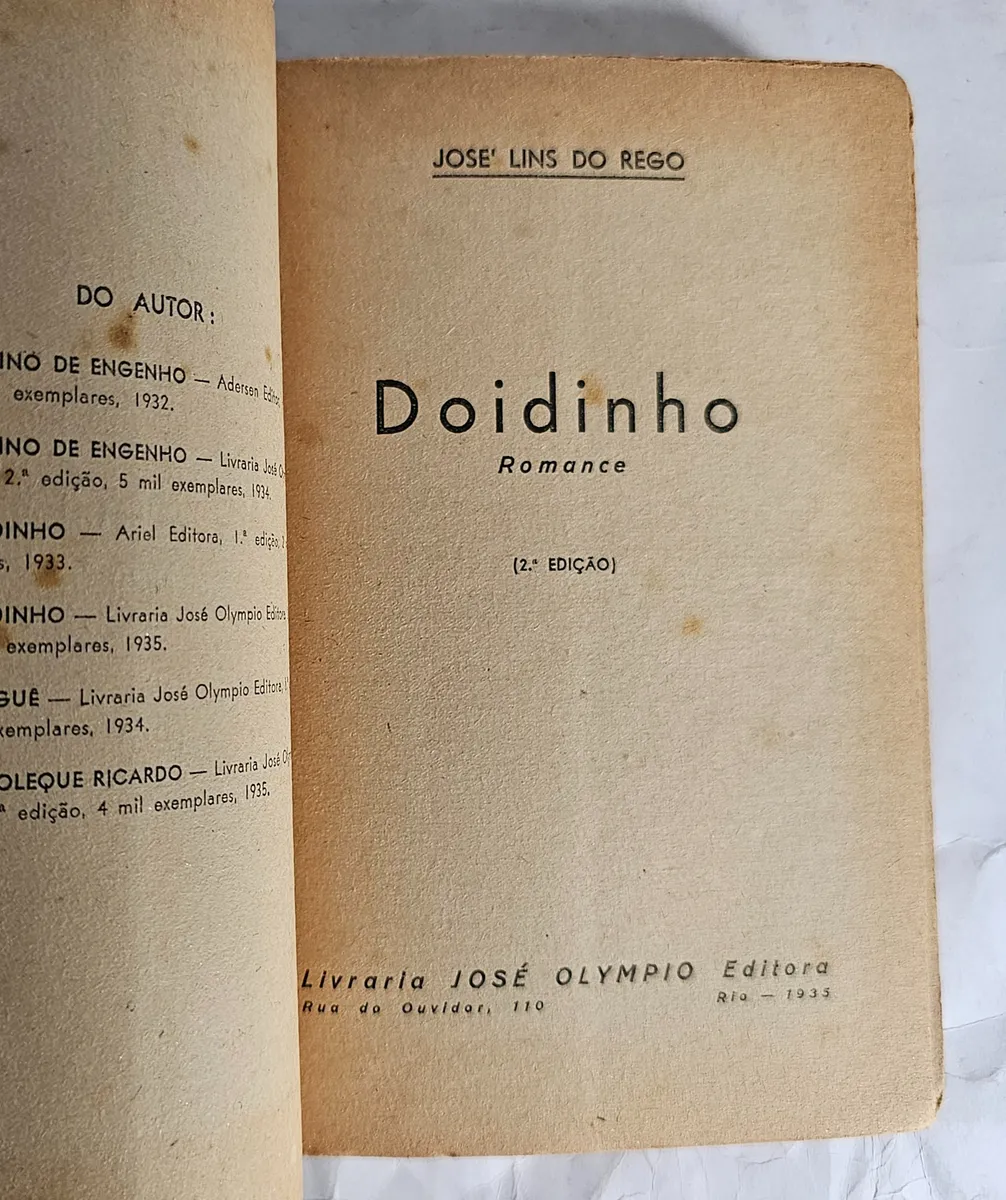 DO AUTOR:
INO DE ENGENHO — Adersen
exemplares, 1932.
INO DE ENGENHO — Livraria José
2.ª edição, 5 mil exemplares, 1934.
DINHO — Ariel Editora, 1.ª edição,
1933.
DINHO — Livraria José Olympio
exemplares, 1935.
GUÊ — Livraria José Olympio Editora,
exemplares, 1934.
OLEQUE RICARDO — Livraria José
edição, 4 mil exemplares, 1935.
JOSE' LINS DO REGO
Doidinho
Romance
(2.ª EDIÇÃO)
Livraria JOSÉ OLYMPIO Editora
Rua do Ouvidor, 110 Rio — 1935